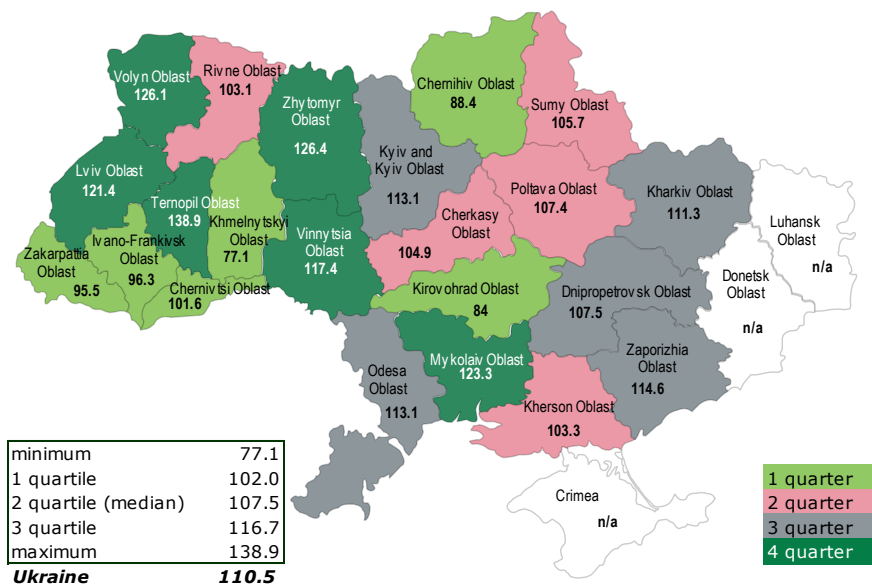 Volyn Oblast
126.1
Rivne Oblast
103.1
Zhytomyr
Oblast
126.4
Chernihiv Oblast
88.4
Sumy Oblast
105.7
Kyiv and
Kyiv Oblast
113.1
Lviv Oblast
121.4
Ternopil Oblast
138.9
Khmelnytskyi
Oblast
77.1
Vinnytsia
Oblast
117.4
Cherkasy
Oblast
104.9
Poltava Oblast
107.4
Kharkiv Oblast
111.3
Luhansk
Oblast
n/a
Zakarpattia
Oblast
95.5
Ivano-Frankivsk
Oblast
96.3
Chernivtsi Oblast
101.6
Kirovohrad Oblast
84
Dnipropetrovsk Oblast
107.5
Donetsk
Oblast
n/a
Odesa
Oblast
113.1
Mykolaiv Oblast
123.3
Zaporizhia
Oblast
114.6
Kherson Oblast
103.3
Crimea
n/a
minimum 77.1
1 quartile 102.0
2 quartile (median) 107.5
3 quartile 116.7
maximum 138.9
Ukraine 110.5
1 quarter
2 quarter
3 quarter
4 quarter